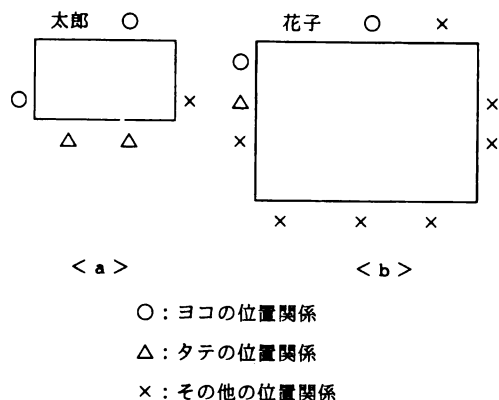 太郎 ○
花子 ○ ×
○
△
×
○
×
×
×
△ △
× × ×
< a >
< b >
○：ヨコの位置関係
△：タテの位置関係
×：その他の位置関係